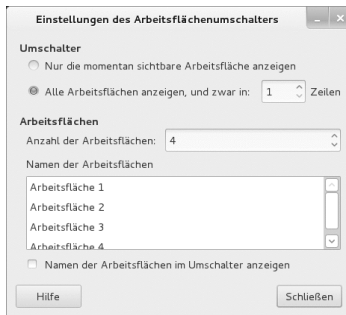 Einstellungen des Arbeitsflächenumschalters
Umschalter
Nur die momentan sichtbare Arbeitsfläche anzeigen
Alle Arbeitsflächen anzeigen, und zwar in: 1 Zeilen
Arbeitsflächen
Anzahl der Arbeitsflächen: 4
Namen der Arbeitsflächen
Arbeitsfläche 1
Arbeitsfläche 2
Arbeitsfläche 3
Arbeitsfläche 4
Namen der Arbeitsflächen im Umschalter anzeigen
Hilfe Schließen